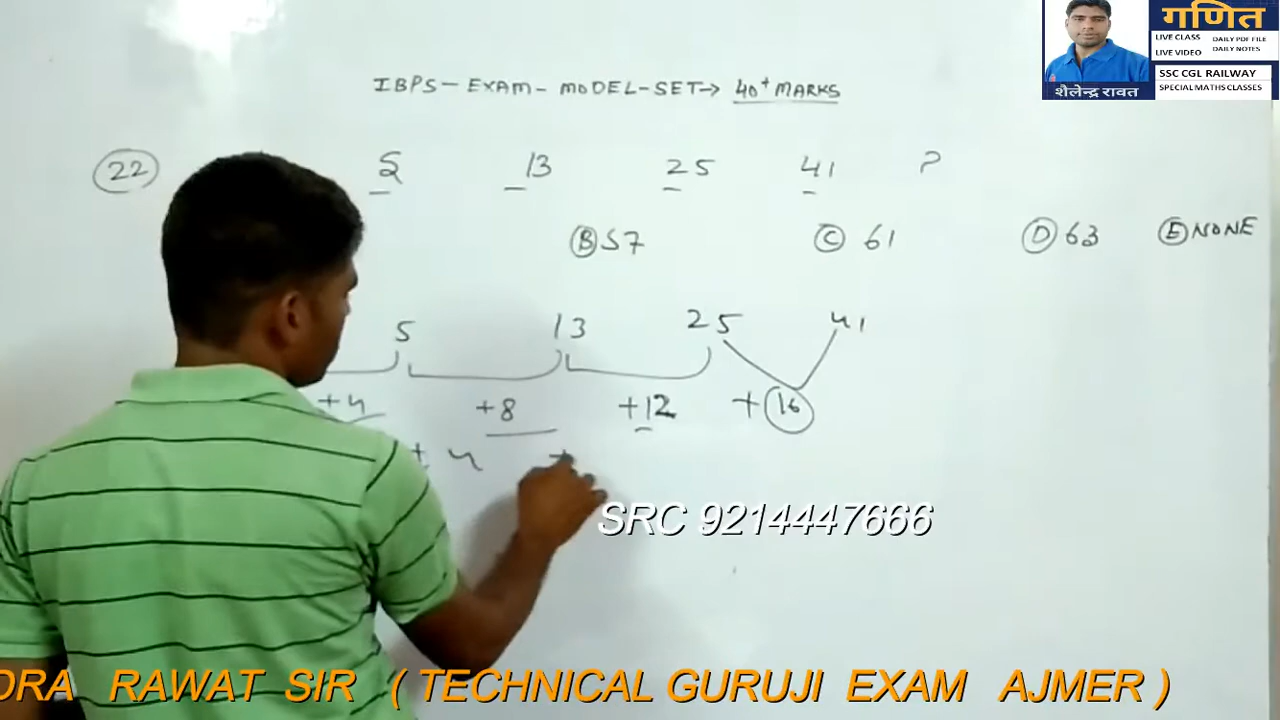 गणित
LIVE CLASS DAILY PDF FILE
LIVE VIDEO DAILY NOTES
SSC CGL RAILWAY
SPECIAL MATHS CLASSES
शैलेन्द्र रावत
IBPS - EXAM - MODEL - SET → 40+ MARKS
22 5 13 25 41 ?
B 57 C 61 D 63 E NONE
5 13 25 41
+4 +8 +12 +16
+4 +
SRC 9214447666
DRA RAWAT SIR ( TECHNICAL GURUJI EXAM AJMER )